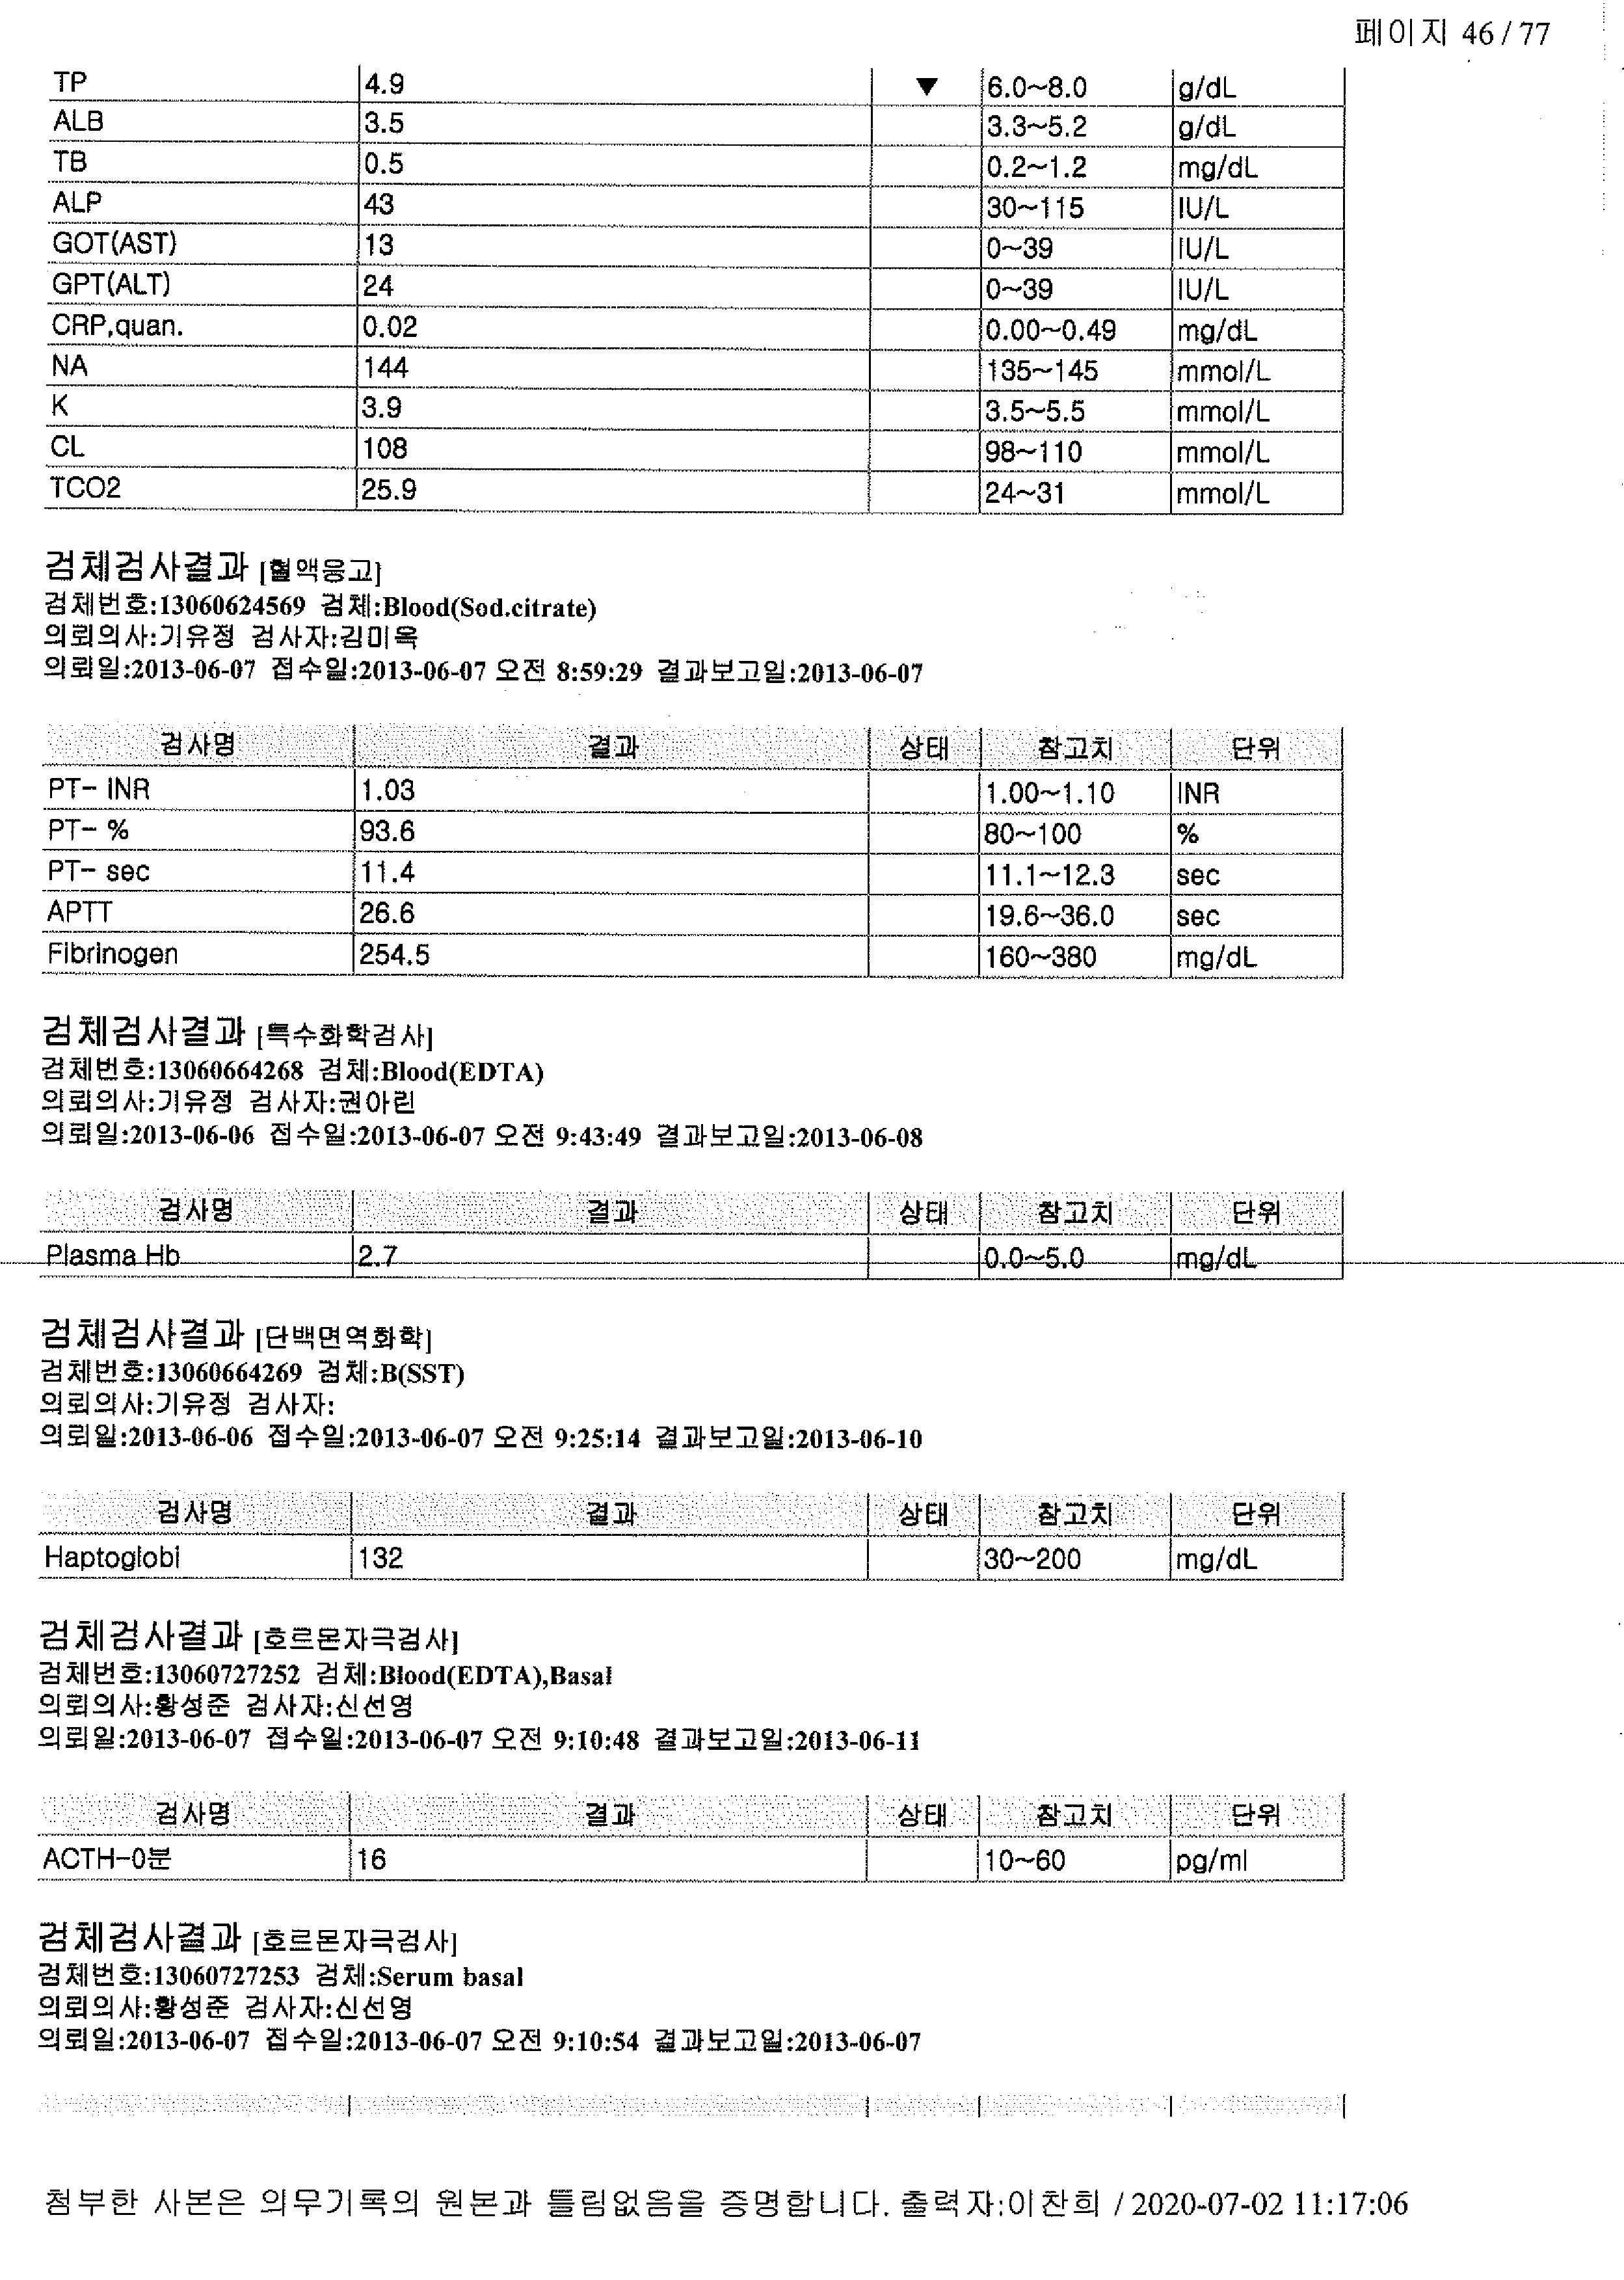 페이지 46 / 77
TP 4.9 ▼ 6.0~8.0 g/dL
ALB 3.5 3.3~5.2 g/dL
TB 0.5 0.2~1.2 mg/dL
ALP 43 30~115 IU/L
GOT(AST) 13 0~39 IU/L
GPT(ALT) 24 0~39 IU/L
CRP,quan. 0.02 0.00~0.49 mg/dL
NA 144 135~145 mmol/L
K 3.9 3.5~5.5 mmol/L
CL 108 98~110 mmol/L
TCO2 25.9 24~31 mmol/L
검체검사결과 [혈액응고]
검체번호:13060624569 검체:Blood(Sod.citrate)
의뢰의사:기유정 검사자:김미옥
의뢰일:2013-06-07 접수일:2013-06-07 오전 8:59:29 결과보고일:2013-06-07
검사명 결과 상태 참고치 단위
PT- INR 1.03 1.00~1.10 INR
PT- % 93.6 80~100 %
PT- sec 11.4 11.1~12.3 sec
APTT 26.6 19.6~36.0 sec
Fibrinogen 254.5 160~380 mg/dL
검체검사결과 [특수화학검사]
검체번호:13060664268 검체:Blood(EDTA)
의뢰의사:기유정 검사자:권아린
의뢰일:2013-06-06 접수일:2013-06-07 오전 9:43:49 결과보고일:2013-06-08
검사명 결과 상태 참고치 단위
Plasma Hb 2.7 0.0~5.0 mg/dL
검체검사결과 [단백면역화학]
검체번호:13060664269 검체:B(SST)
의뢰의사:기유정 검사자:
의뢰일:2013-06-06 접수일:2013-06-07 오전 9:25:14 결과보고일:2013-06-10
검사명 결과 상태 참고치 단위
Haptoglobi 132 30~200 mg/dL
검체검사결과 [호르몬자극검사]
검체번호:13060727252 검체:Blood(EDTA),Basal
의뢰의사:황성준 검사자:신선영
의뢰일:2013-06-07 접수일:2013-06-07 오전 9:10:48 결과보고일:2013-06-11
검사명 결과 상태 참고치 단위
ACTH-0분 16 10~60 pg/ml
검체검사결과 [호르몬자극검사]
검체번호:13060727253 검체:Serum basal
의뢰의사:황성준 검사자:신선영
의뢰일:2013-06-07 접수일:2013-06-07 오전 9:10:54 결과보고일:2013-06-07
첨부한 사본은 의무기록의 원본과 틀림없음을 증명합니다. 출력자:이찬희 / 2020-07-02 11:17:06